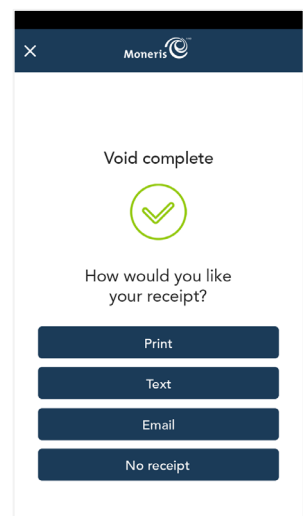 Moneris
Void complete
How would you like
your receipt?
Print
Text
Email
No receipt